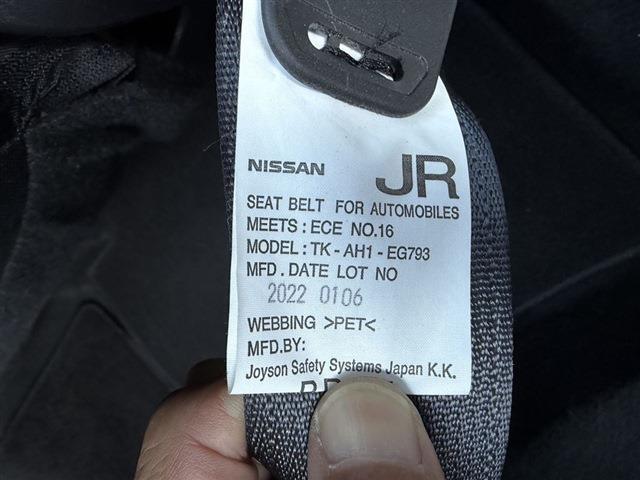 NISSAN JR
SEAT BELT FOR AUTOMOBILES
MEETS : ECE NO.16
MODEL : TK - AH1 - EG793
MFD . DATE LOT NO
2022 0106
WEBBING >PET<
MFD.BY:
Joyson Safety Systems Japan K.K.